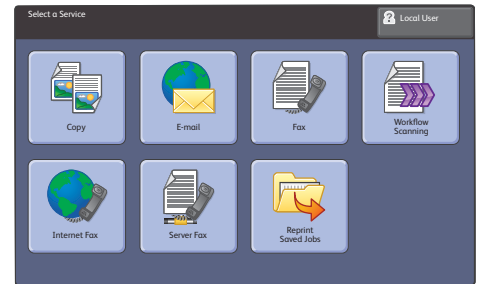 Select a Service
Local User
Copy
E-mail
Fax
Workflow
Scanning
Internet Fax
Server Fax
Reprint
Saved Jobs